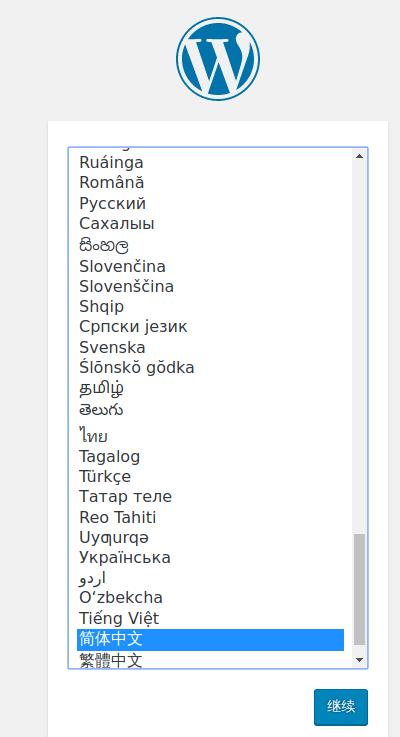 Ruáinga
Română
Русский
Сахалыы
සිංහල
Slovenčina
Slovenščina
Shqip
Српски језик
Svenska
Ślōnskŏ gŏdka
தமிழ்
తెలుగు
ไทย
Tagalog
Türkçe
Татар теле
Reo Tahiti
Uyƣurqə
Українська
اردو
O‘zbekcha
Tiếng Việt
简体中文
繁體中文
继续